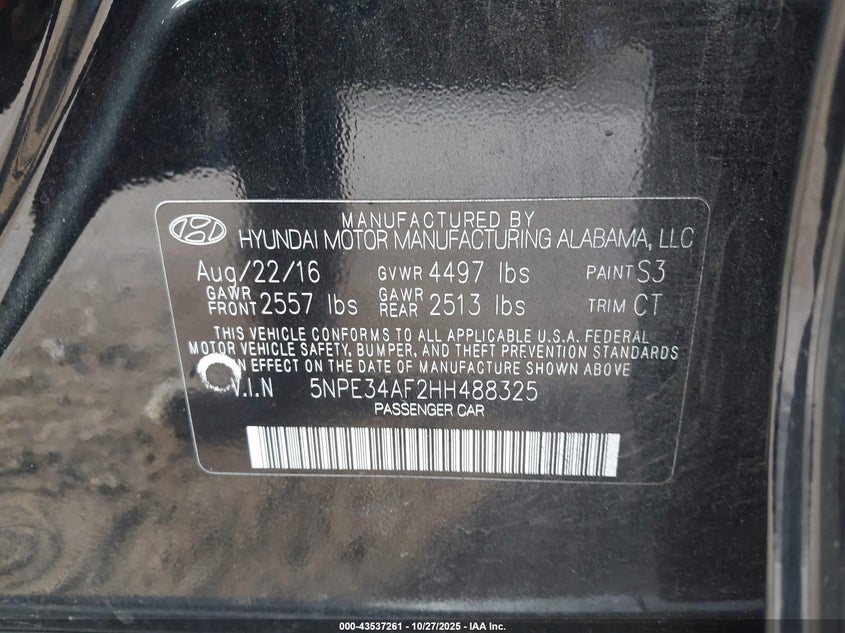 MANUFACTURED BY
HYUNDAI MOTOR MANUFACTURING ALABAMA, LLC
Aug/22/16 GVWR 4497 lbs PAINT S3
GAWR FRONT 2557 lbs GAWR REAR 2513 lbs TRIM CT
THIS VEHICLE CONFORMS TO ALL APPLICABLE U.S.A. FEDERAL
MOTOR VEHICLE SAFETY, BUMPER, AND THEFT PREVENTION STANDARDS
N EFFECT ON THE DATE OF MANUFACTURE SHOWN ABOVE
V.I.N 5NPE34AF2HH488325
PASSENGER CAR
000-43537261 - 10/27/2025 - IAA Inc.